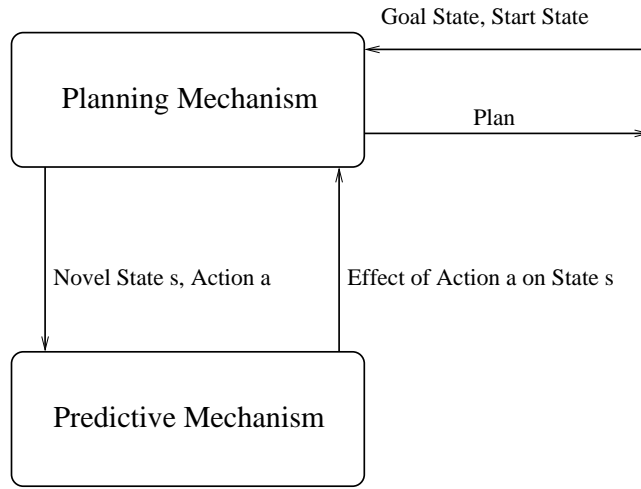 Goal State, Start State
Planning Mechanism
Plan
Novel State s, Action a
Effect of Action a on State s
Predictive Mechanism